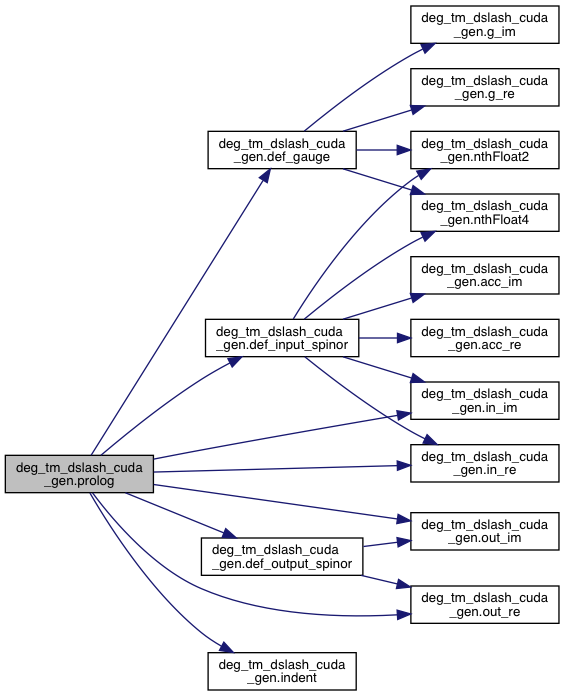 deg_tm_dslash_cuda
_gen.prolog
deg_tm_dslash_cuda
_gen.def_gauge
deg_tm_dslash_cuda
_gen.def_input_spinor
deg_tm_dslash_cuda
_gen.def_output_spinor
deg_tm_dslash_cuda
_gen.indent
deg_tm_dslash_cuda
_gen.g_im
deg_tm_dslash_cuda
_gen.g_re
deg_tm_dslash_cuda
_gen.nthFloat2
deg_tm_dslash_cuda
_gen.nthFloat4
deg_tm_dslash_cuda
_gen.acc_im
deg_tm_dslash_cuda
_gen.acc_re
deg_tm_dslash_cuda
_gen.in_im
deg_tm_dslash_cuda
_gen.in_re
deg_tm_dslash_cuda
_gen.out_im
deg_tm_dslash_cuda
_gen.out_re